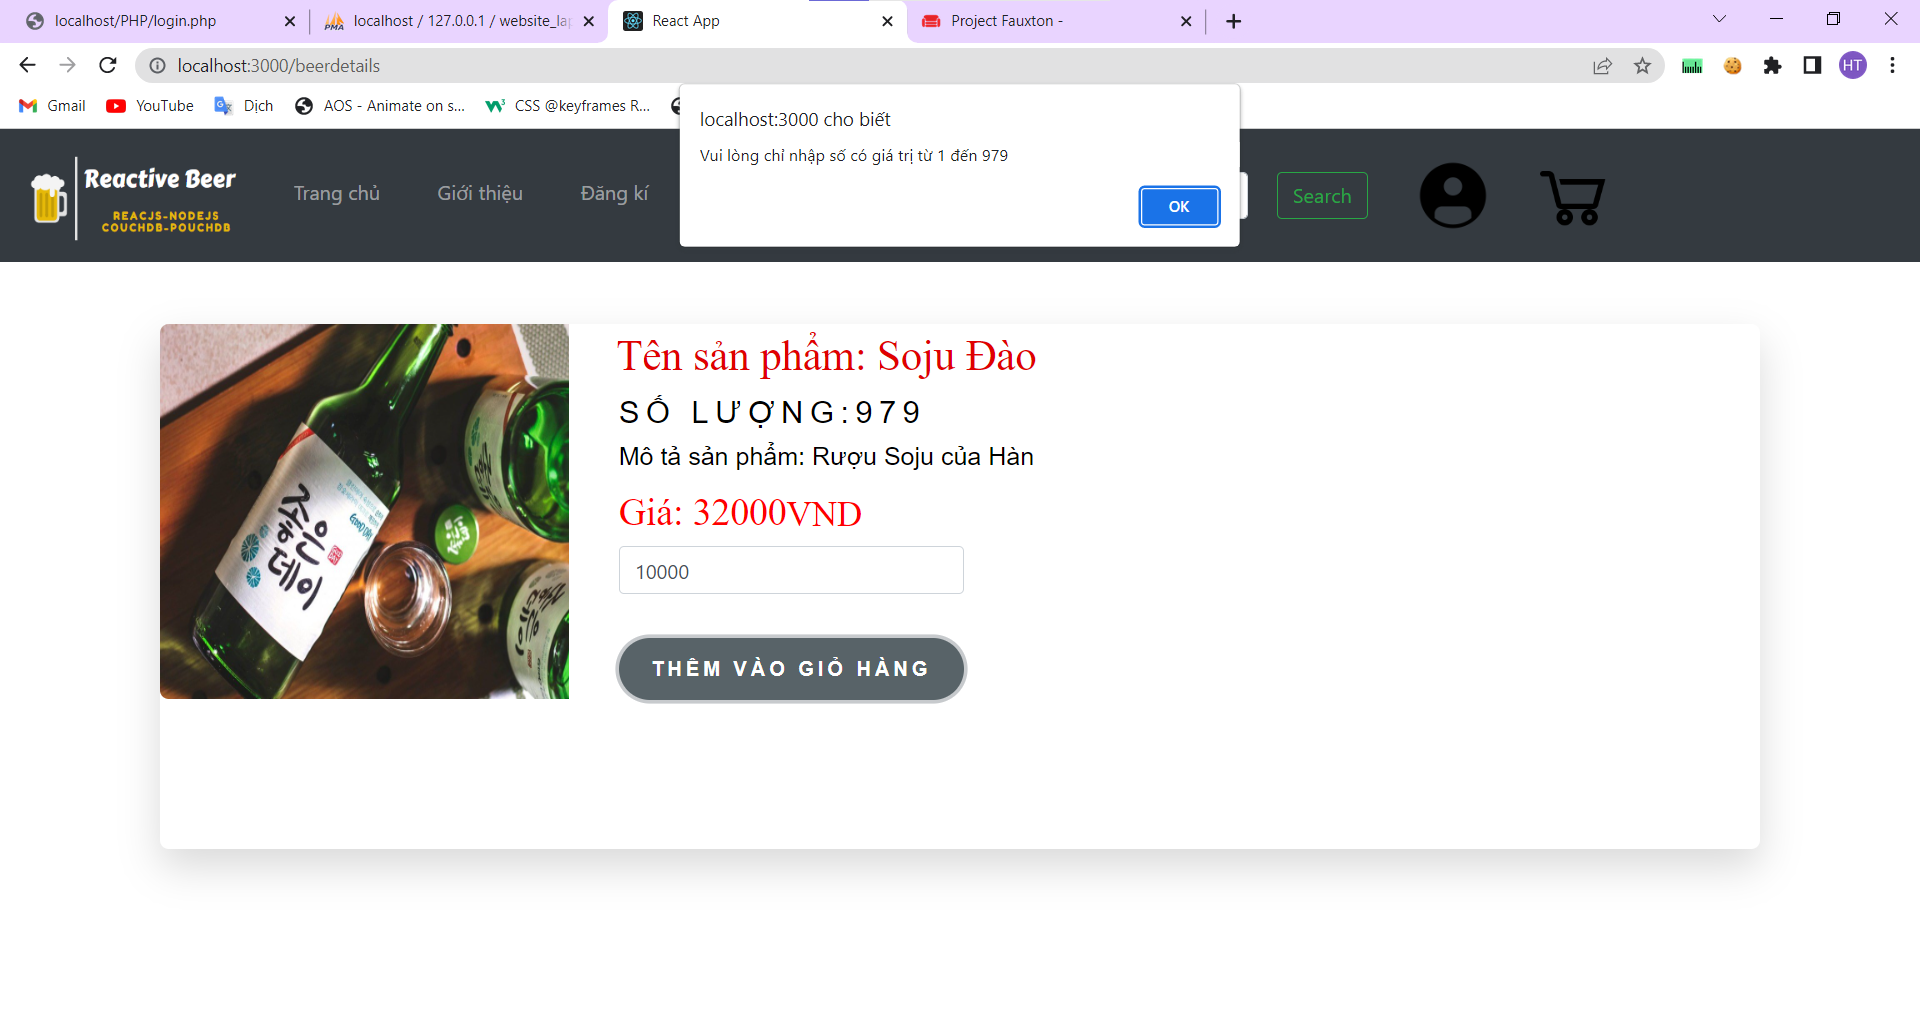 localhost/PHP/login.php
localhost / 127.0.0.1 / website_la
React App
Project Fauxton -
localhost:3000/beerdetails
HT
Gmail
YouTube
Dịch
AOS - Animate on s...
CSS @keyframes R...
localhost:3000 cho biết
Vui lòng chỉ nhập số có giá trị từ 1 đến 979
OK
Reactive Beer
REACJS-NODEJS
COUCHDB-POUCHDB
Trang chủ
Giới thiệu
Đăng kí
Search
Tên sản phẩm: Soju Đào
SỐ LƯỢNG:979
Mô tả sản phẩm: Rượu Soju của Hàn
Giá: 32000VND
10000
THÊM VÀO GIỎ HÀNG
좋은
데이